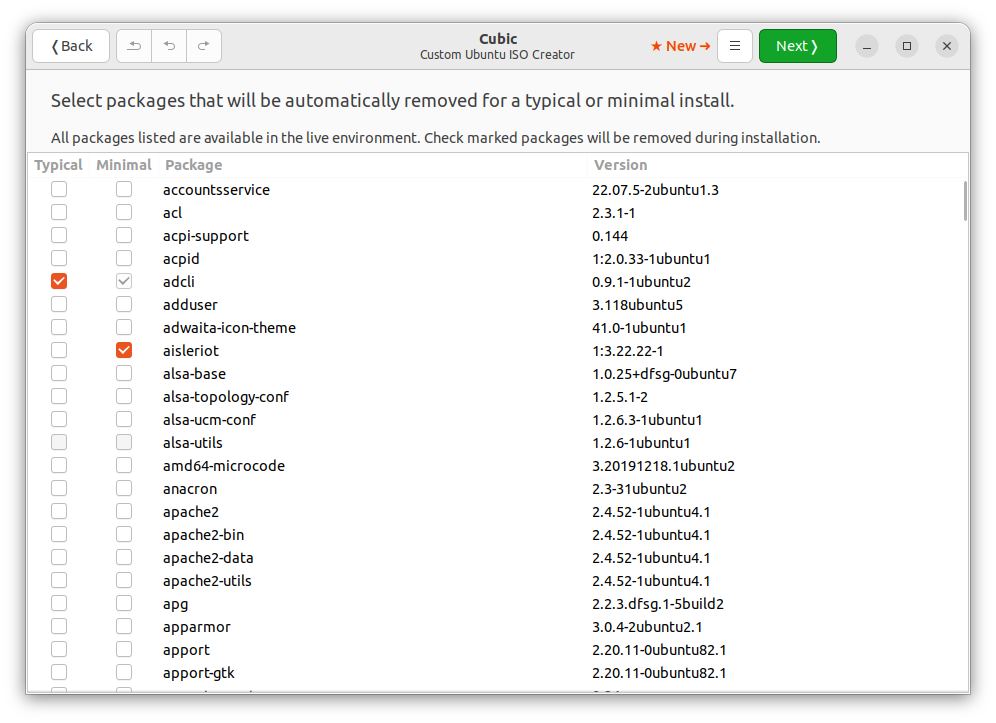 ❬Back
Cubic
Custom Ubuntu ISO Creator
★ New →
Next ❭
Select packages that will be automatically removed for a typical or minimal install.
All packages listed are available in the live environment. Check marked packages will be removed during installation.
Typical Minimal Package Version
accountsservice 22.07.5-2ubuntu1.3
acl 2.3.1-1
acpi-support 0.144
acpid 1:2.0.33-1ubuntu1
adcli 0.9.1-1ubuntu2
adduser 3.118ubuntu5
adwaita-icon-theme 41.0-1ubuntu1
aisleriot 1:3.22.22-1
alsa-base 1.0.25+dfsg-0ubuntu7
alsa-topology-conf 1.2.5.1-2
alsa-ucm-conf 1.2.6.3-1ubuntu1
alsa-utils 1.2.6-1ubuntu1
amd64-microcode 3.20191218.1ubuntu2
anacron 2.3-31ubuntu2
apache2 2.4.52-1ubuntu4.1
apache2-bin 2.4.52-1ubuntu4.1
apache2-data 2.4.52-1ubuntu4.1
apache2-utils 2.4.52-1ubuntu4.1
apg 2.2.3.dfsg.1-5build2
apparmor 3.0.4-2ubuntu2.1
apport 2.20.11-0ubuntu82.1
apport-gtk 2.20.11-0ubuntu82.1